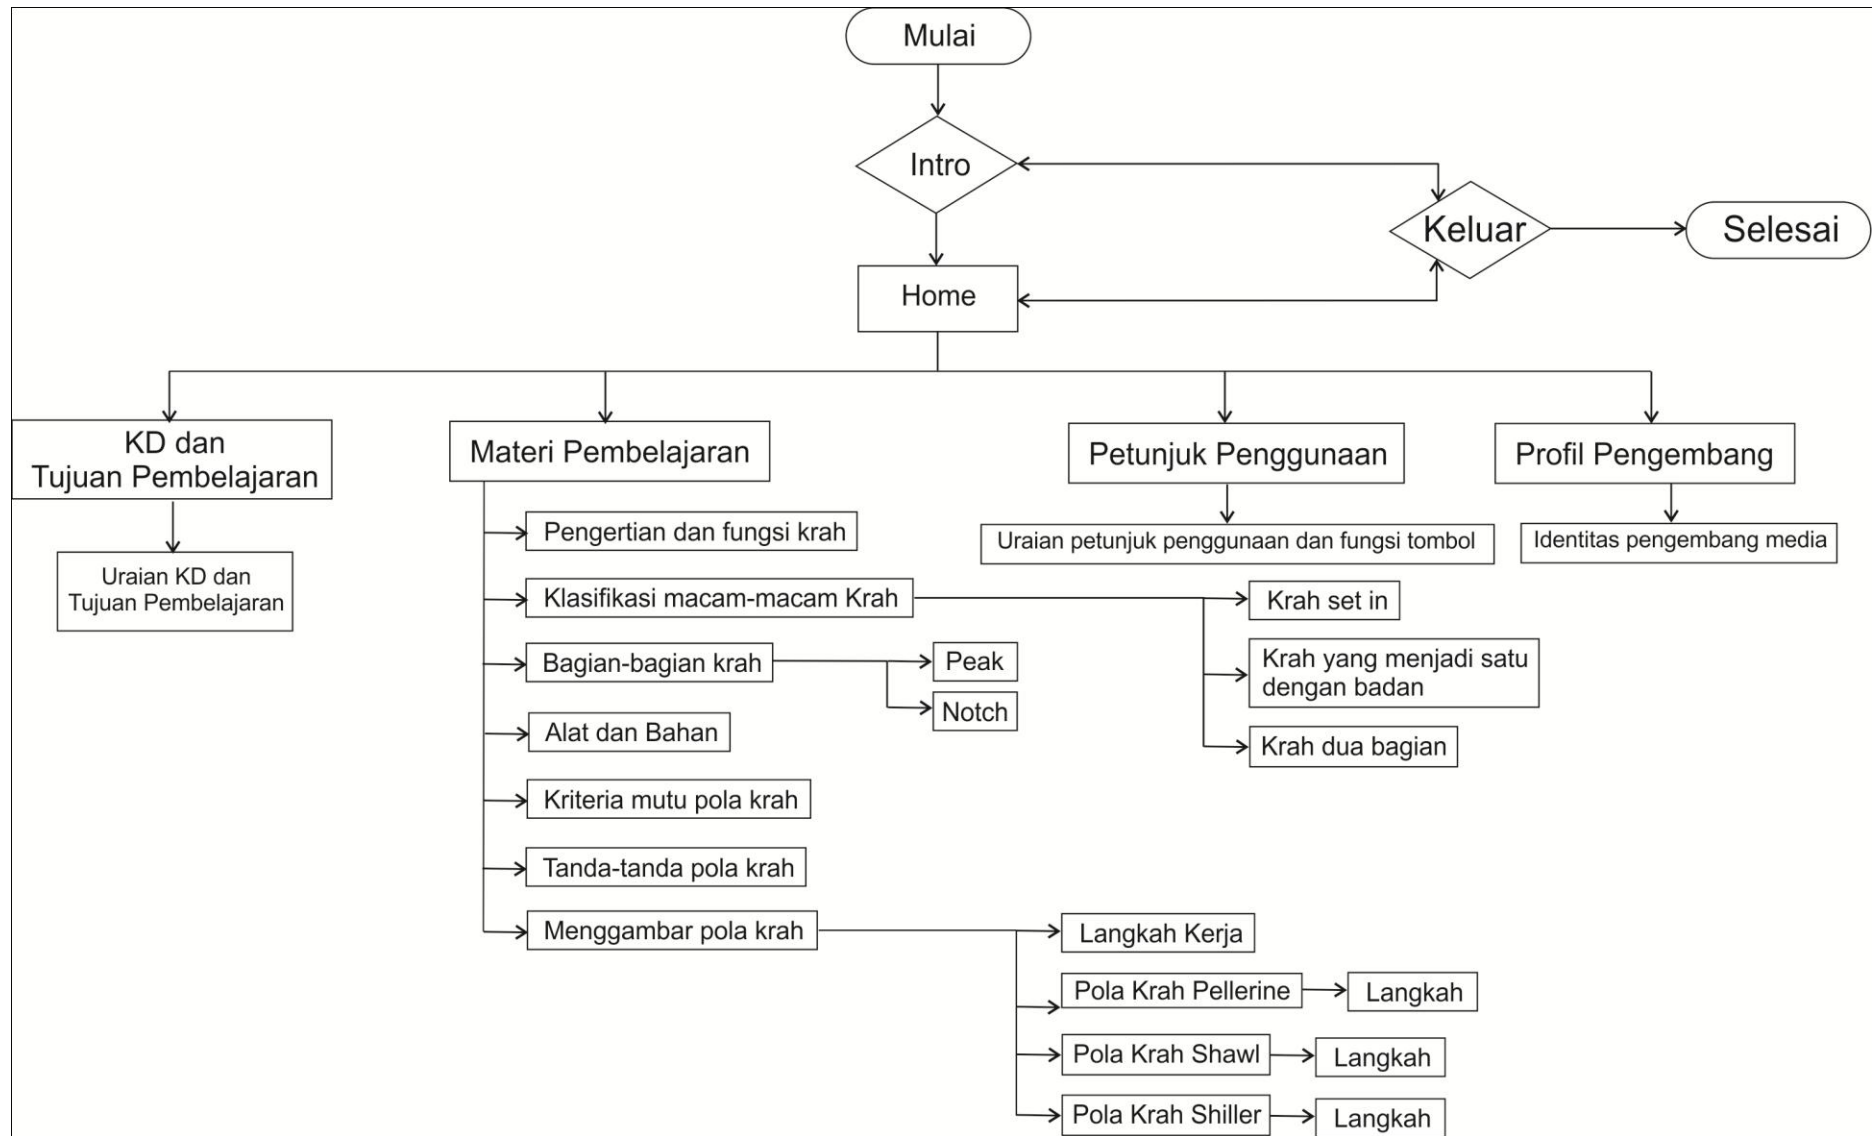 Mulai
Intro
Keluar
Selesai
Home
KD dan
Tujuan Pembelajaran
Materi Pembelajaran
Petunjuk Penggunaan
Profil Pengembang
Uraian KD dan
Tujuan Pembelajaran
Pengertian dan fungsi krah
Uraian petunjuk penggunaan dan fungsi tombol
Identitas pengembang media
Klasifikasi macam-macam Krah
Krah set in
Krah yang menjadi satu
dengan badan
Krah dua bagian
Bagian-bagian krah
Peak
Notch
Alat dan Bahan
Kriteria mutu pola krah
Tanda-tanda pola krah
Menggambar pola krah
Langkah Kerja
Pola Krah Pellerine
Langkah
Pola Krah Shawl
Langkah
Pola Krah Shiller
Langkah